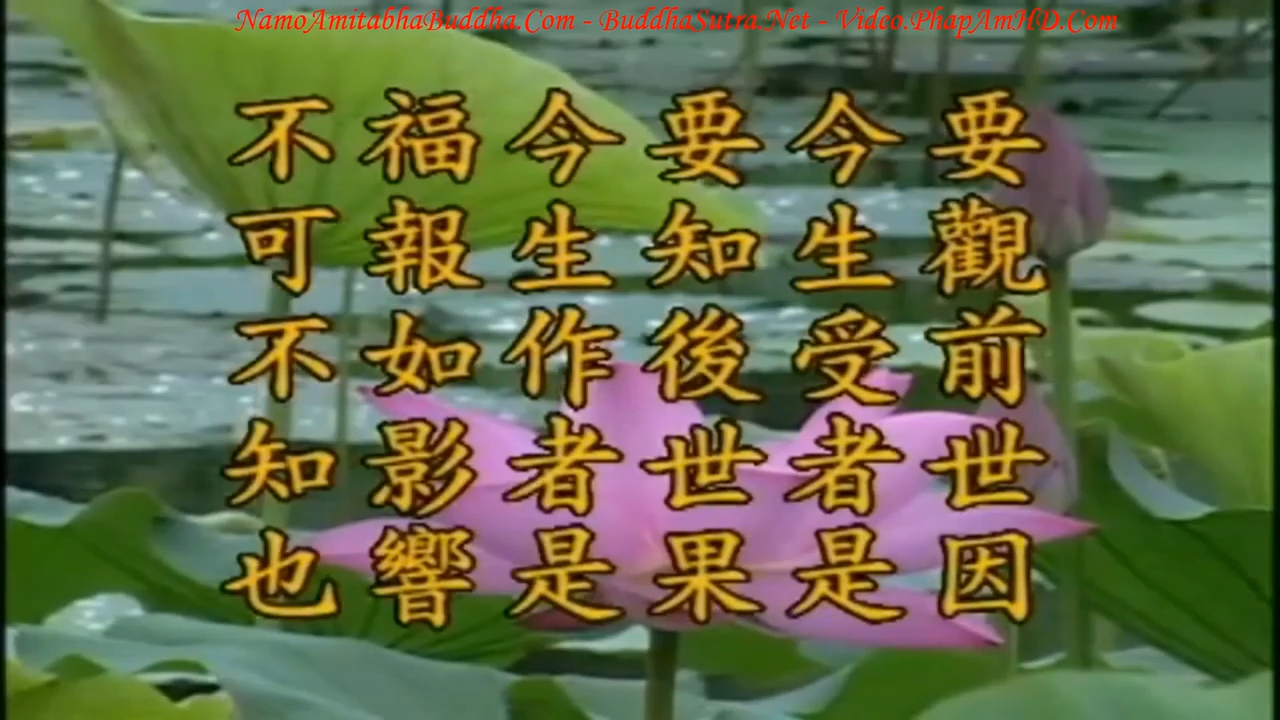 NamoAmitabhaBuddha.Com - BuddhaSutra.Net - Video.PhapAmHD.Com
要觀前世因
今生受者是
要知後世果
今生作者是
福報如影響
不可不知也